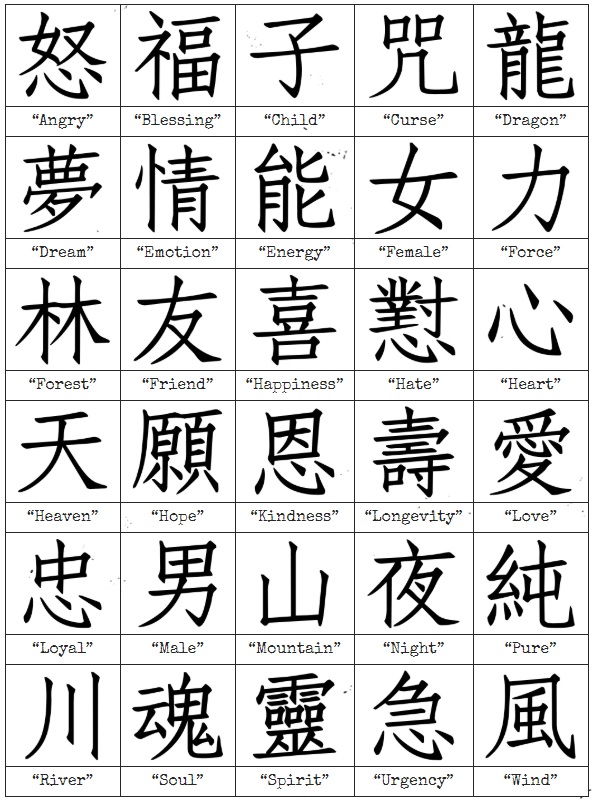 怒 福 子 咒 龍
“Angry” “Blessing” “Child” “Curse” “Dragon”
夢 情 能 女 力
“Dream” “Emotion” “Energy” “Female” “Force”
林 友 喜 懟 心
“Forest” “Friend” “Happiness” “Hate” “Heart”
天 願 恩 壽 愛
“Heaven” “Hope” “Kindness” “Longevity” “Love”
忠 男 山 夜 純
“Loyal” “Male” “Mountain” “Night” “Pure”
川 魂 靈 急 風
“River” “Soul” “Spirit” “Urgency” “Wind”